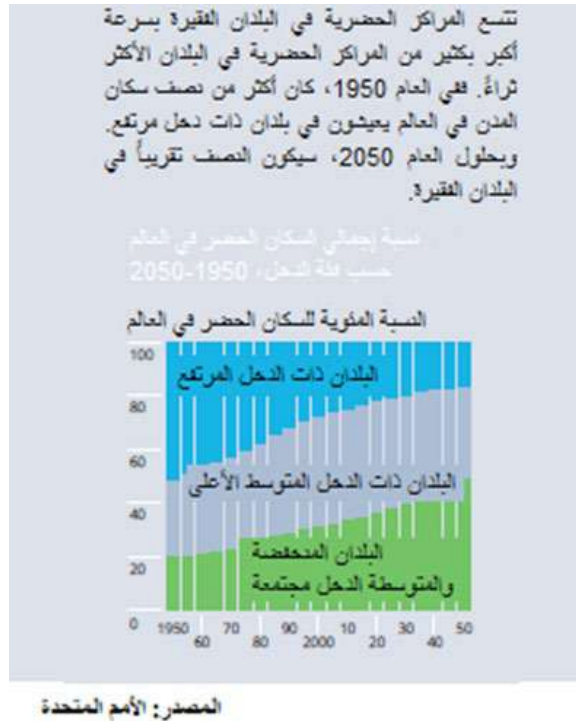 تتسع المراكز الحضرية في البلدان الفقيرة بسرعة
أكبر بكثير من المراكز الحضرية في البلدان الأكثر
ثراءً. ففي العام 1950، كان أكثر من نصف سكان
المدن في العالم يعيشون في بلدان ذات دخل مرتفع.
وبحلول العام 2050، سيكون النصف تقريباً في
البلدان الفقيرة.
نسبة إجمالي السكان الحضر في العالم
حسب فئة الدخل، 1950-2050
النسبة المئوية للسكان الحضر في العالم
100
البلدان ذات الدخل المرتفع
80
60
البلدان ذات الدخل المتوسط الأعلى
40
البلدان المنخفضة
20
والمتوسطة الدخل مجتمعة
0
1950 70 90 10 30 50
60 80 2000 20 40
المصدر: الأمم المتحدة